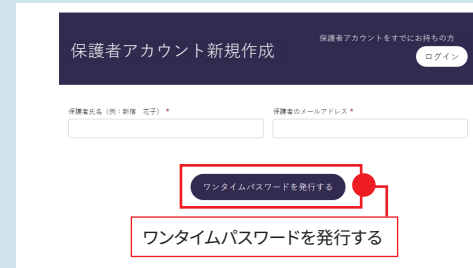 保護者アカウント新規作成
保護者アカウントをすでにお持ちの方
ログイン
保護者氏名（例：新宿　花子） *
保護者のメールアドレス *
ワンタイムパスワードを発行する
ワンタイムパスワードを発行する